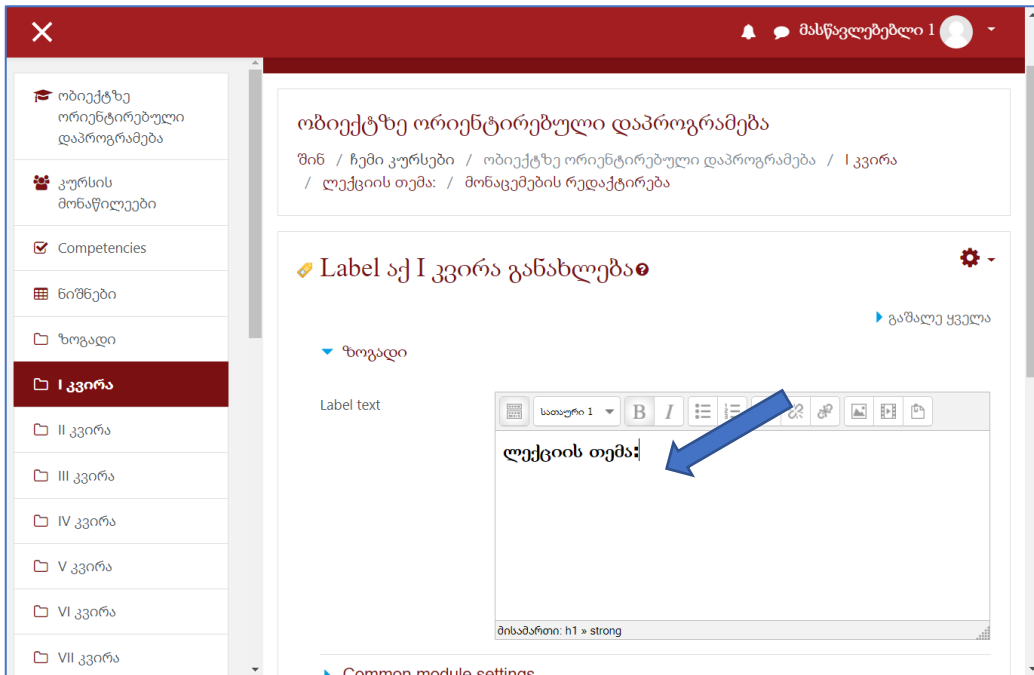 მასწავლებებლი 1
ობიექტზე
ორიენტირებული
დაპროგრამება
კურსის
მონაწილეები
Competencies
ნიშნები
ზოგადი
I კვირა
II კვირა
III კვირა
IV კვირა
V კვირა
VI კვირა
VII კვირა
ობიექტზე ორიენტირებული დაპროგრამება
შინ / ჩემი კურსები / ობიექტზე ორიენტირებული დაპროგრამება / I კვირა
/ ლექციის თემა: / მონაცემების რედაქტირება
Label აქ I კვირა განახლება
გაშალე ყველა
ზოგადი
Label text
სათაური 1
B I
ლექციის თემა:
მისამართი: h1 » strong
Common module settings